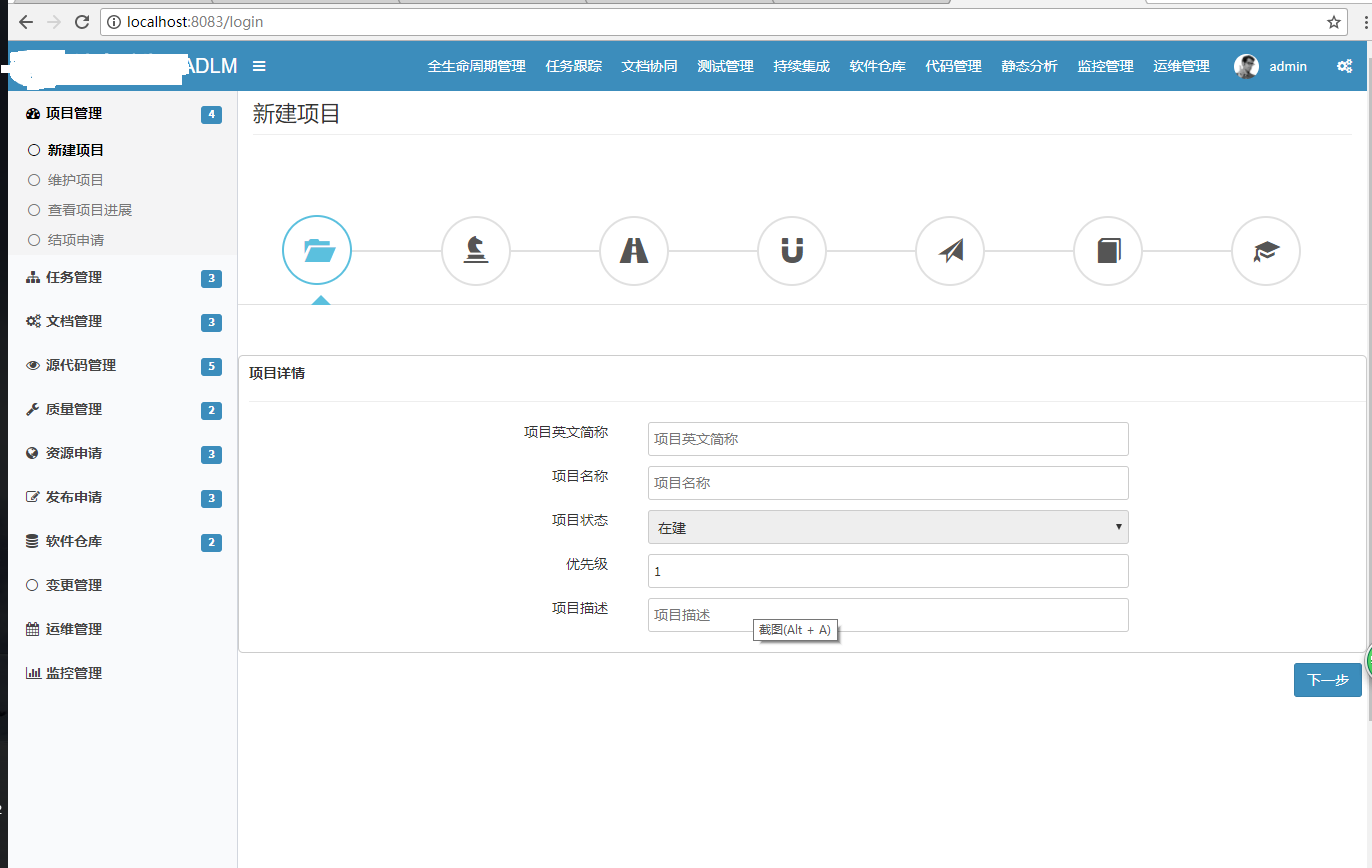 localhost:8083/login
ADLM
全生命周期管理 任务跟踪 文档协同 测试管理 持续集成 软件仓库 代码管理 静态分析 监控管理 运维管理 admin
项目管理 4
新建项目
维护项目
查看项目进展
结项申请
任务管理 3
文档管理 3
源代码管理 5
质量管理 2
资源申请 3
发布申请 3
软件仓库 2
变更管理
运维管理
监控管理
新建项目
项目详情
项目英文简称 项目英文简称
项目名称 项目名称
项目状态 在建
优先级 1
项目描述 项目描述
截图(Alt + A)
下一步